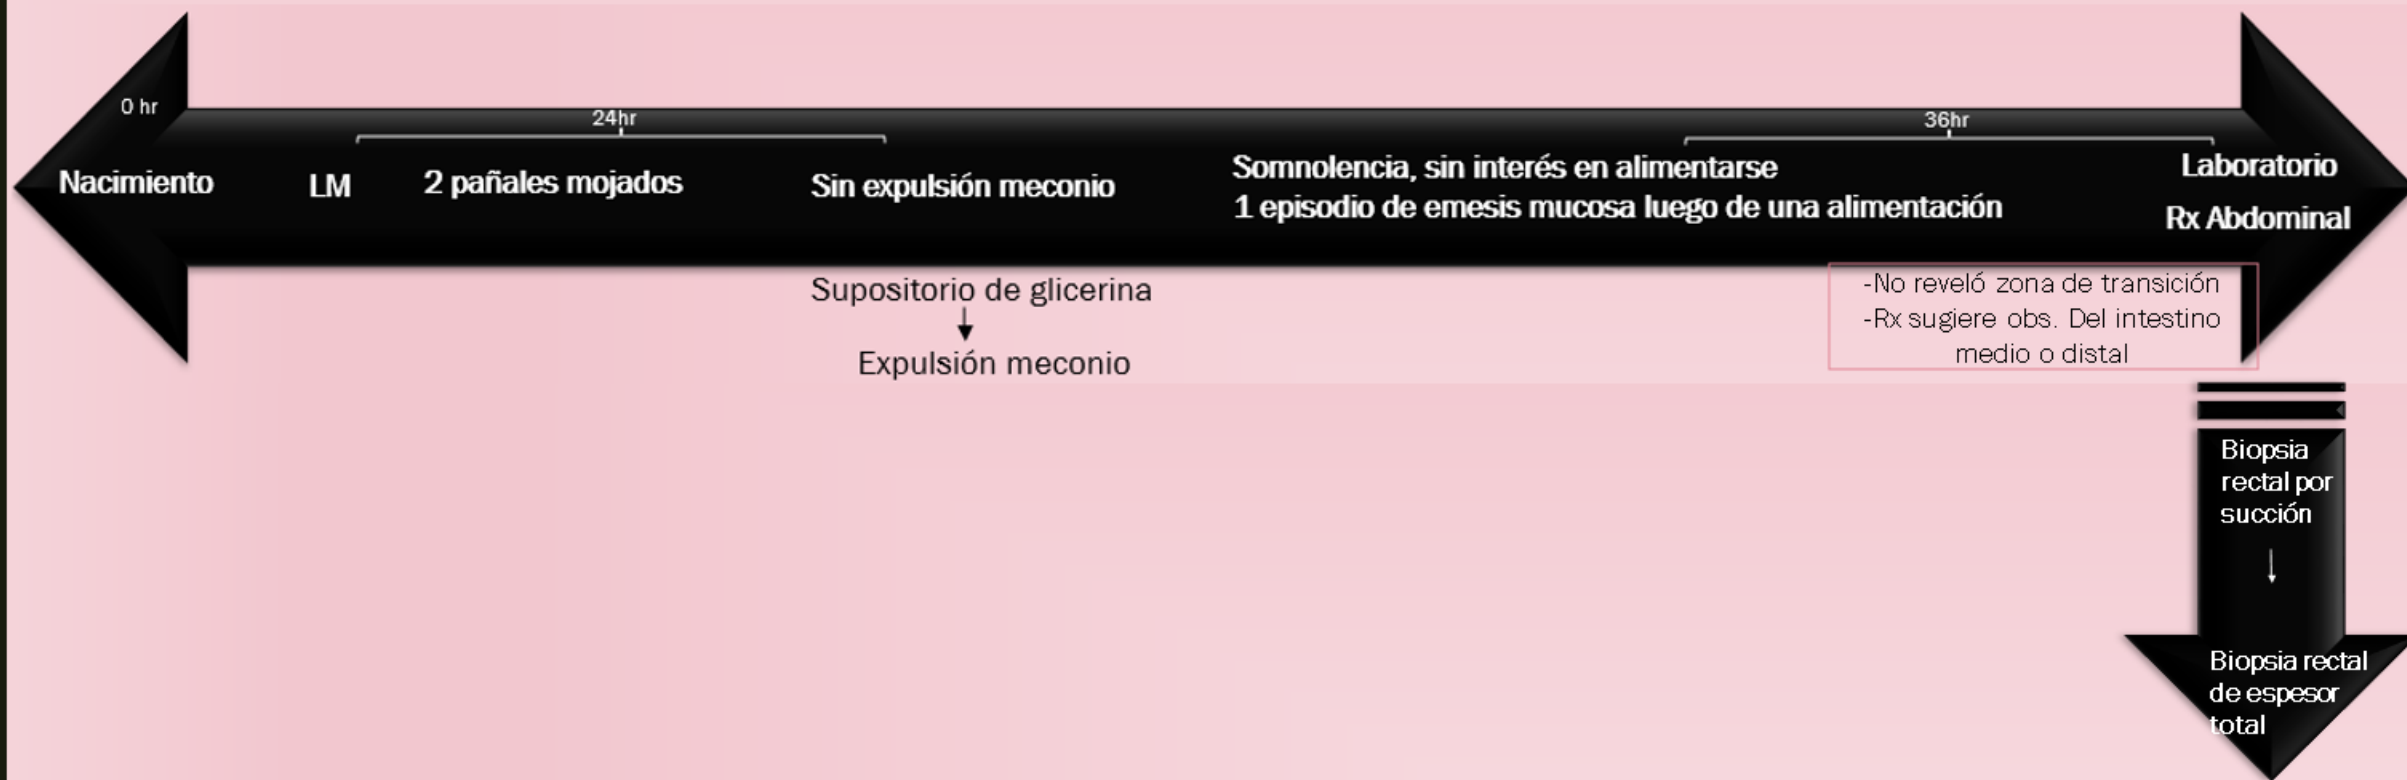 0 hr
24hr
36hr
Nacimiento
LM
2 pañales mojados
Sin expulsión meconio
Somnolencia, sin interés en alimentarse
1 episodio de emesis mucosa luego de una alimentación
Laboratorio
Rx Abdominal
Supositorio de glicerina
Expulsión meconio
-No reveló zona de transición
-Rx sugiere obs. Del intestino
medio o distal
Biopsia
rectal por
succión
Biopsia rectal
de espesor
total